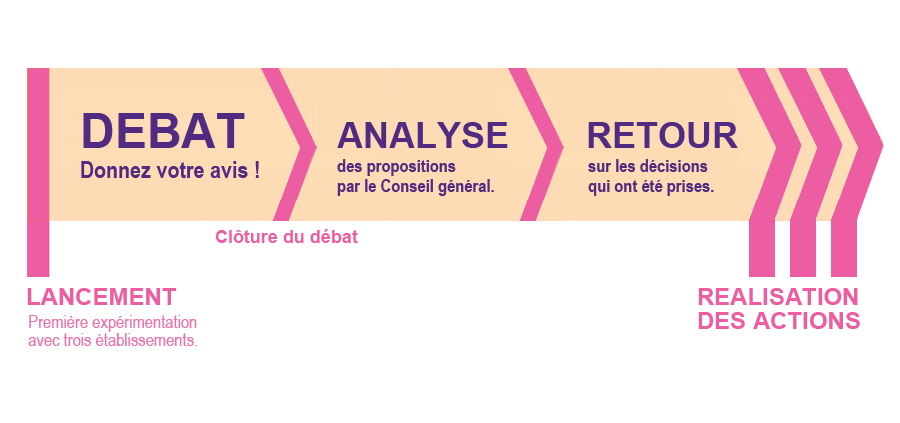 DEBAT
Donnez votre avis !
ANALYSE
des propositions
par le Conseil général.
RETOUR
sur les décisions
qui ont été prises.
Clôture du débat
LANCEMENT
Première expérimentation
avec trois établissements.
REALISATION
DES ACTIONS